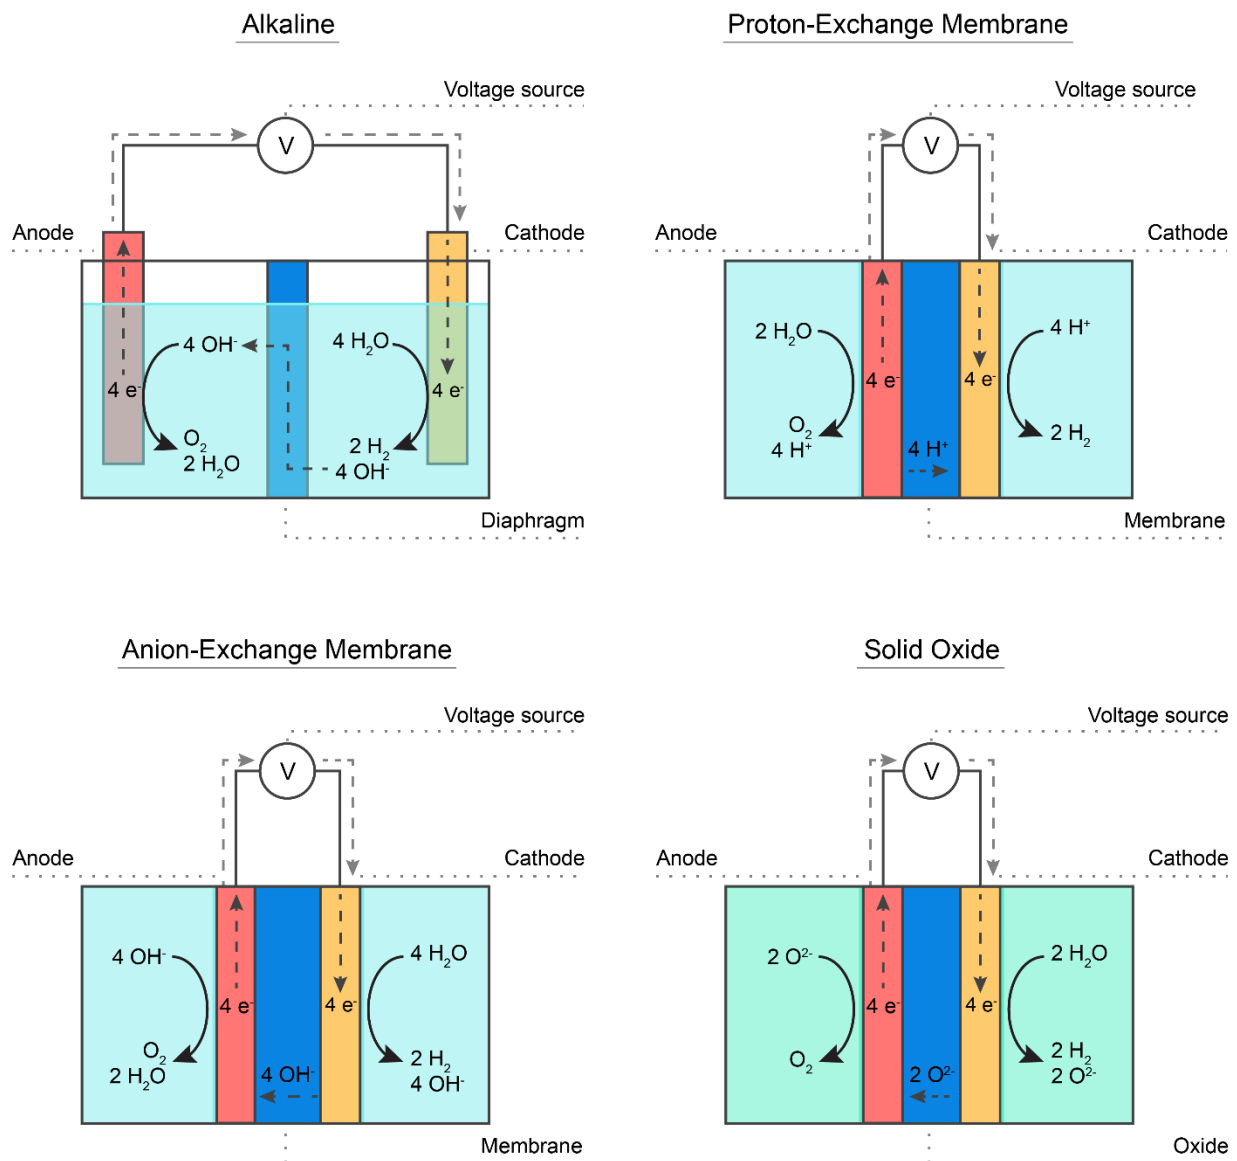 Alkaline
Voltage source
V
Anode
Cathode
4 OH⁻
4 H₂O
4 e⁻
4 e⁻
O₂
2 H₂O
2 H₂
4 OH⁻
Diaphragm
Proton-Exchange Membrane
Voltage source
V
Anode
Cathode
2 H₂O
4 H⁺
4 e⁻
4 e⁻
O₂
4 H⁺
4 H⁺
2 H₂
Membrane
Anion-Exchange Membrane
Voltage source
V
Anode
Cathode
4 OH⁻
4 H₂O
4 e⁻
4 e⁻
O₂
2 H₂O
4 OH⁻
2 H₂
4 OH⁻
Membrane
Solid Oxide
Voltage source
V
Anode
Cathode
2 O²⁻
2 H₂O
4 e⁻
4 e⁻
O₂
2 O²⁻
2 H₂
2 O²⁻
Oxide